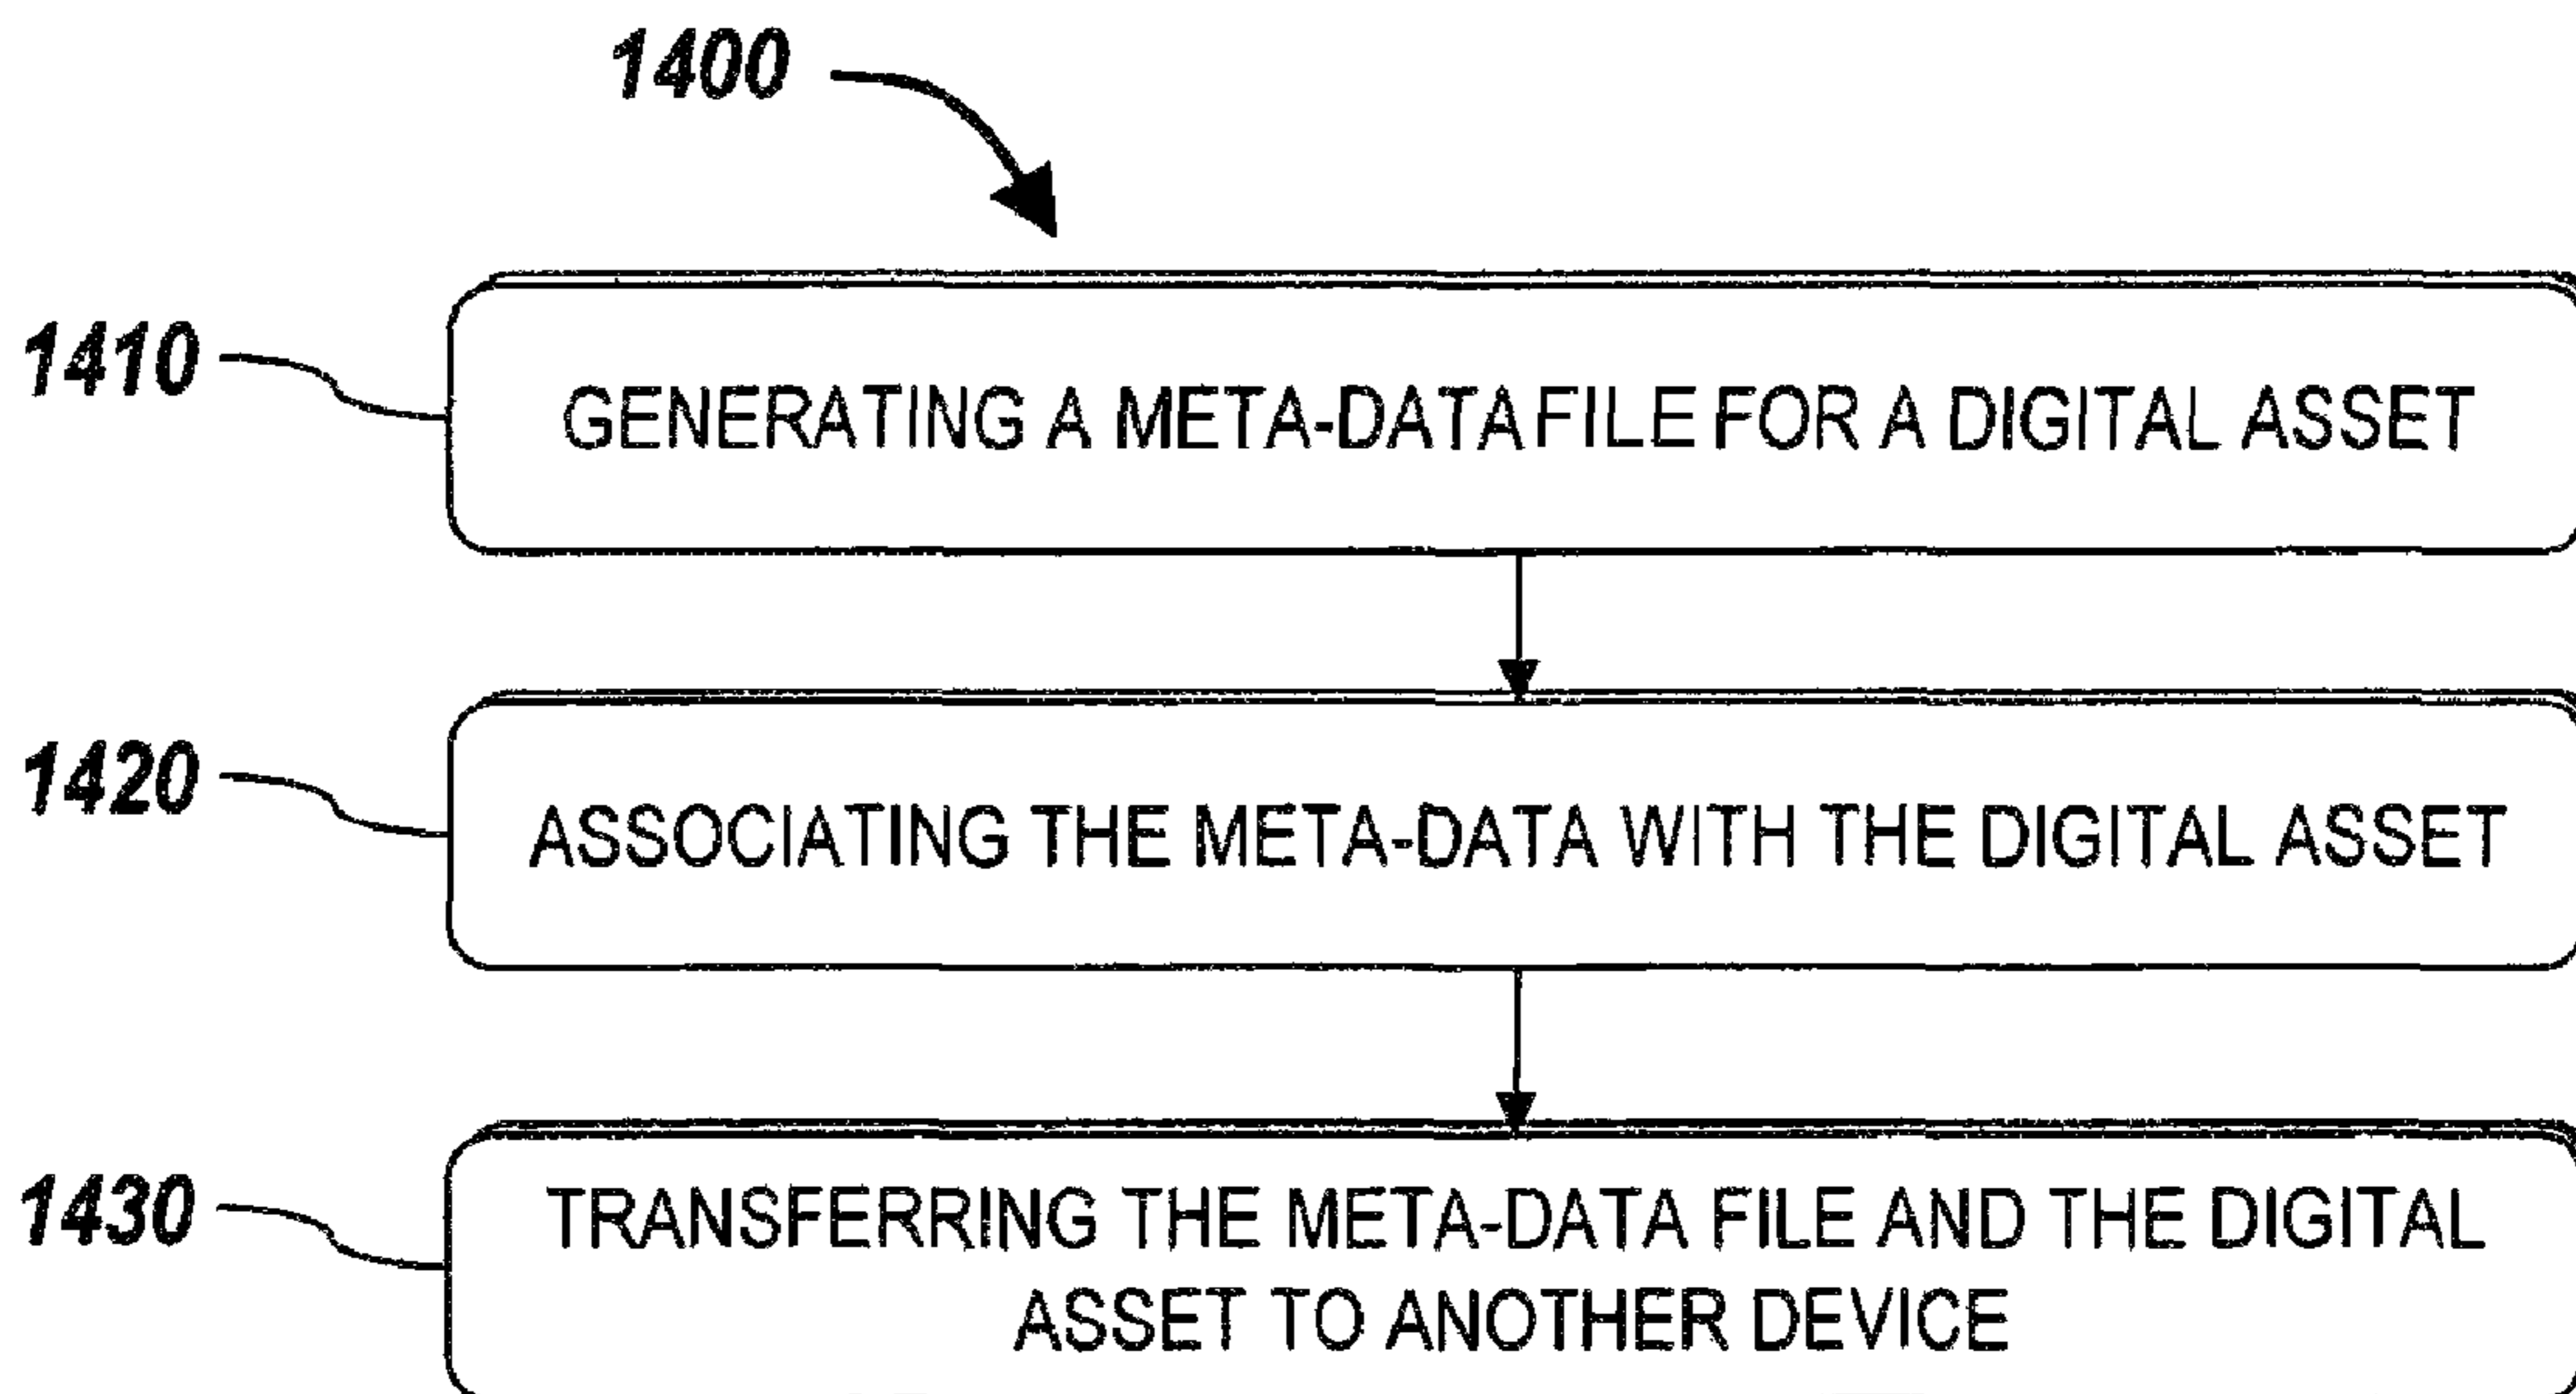 1400
1410
GENERATING A META-DATA FILE FOR A DIGITAL ASSET
1420
ASSOCIATING THE META-DATA WITH THE DIGITAL ASSET
1430
TRANSFERRING THE META-DATA FILE AND THE DIGITAL
ASSET TO ANOTHER DEVICE